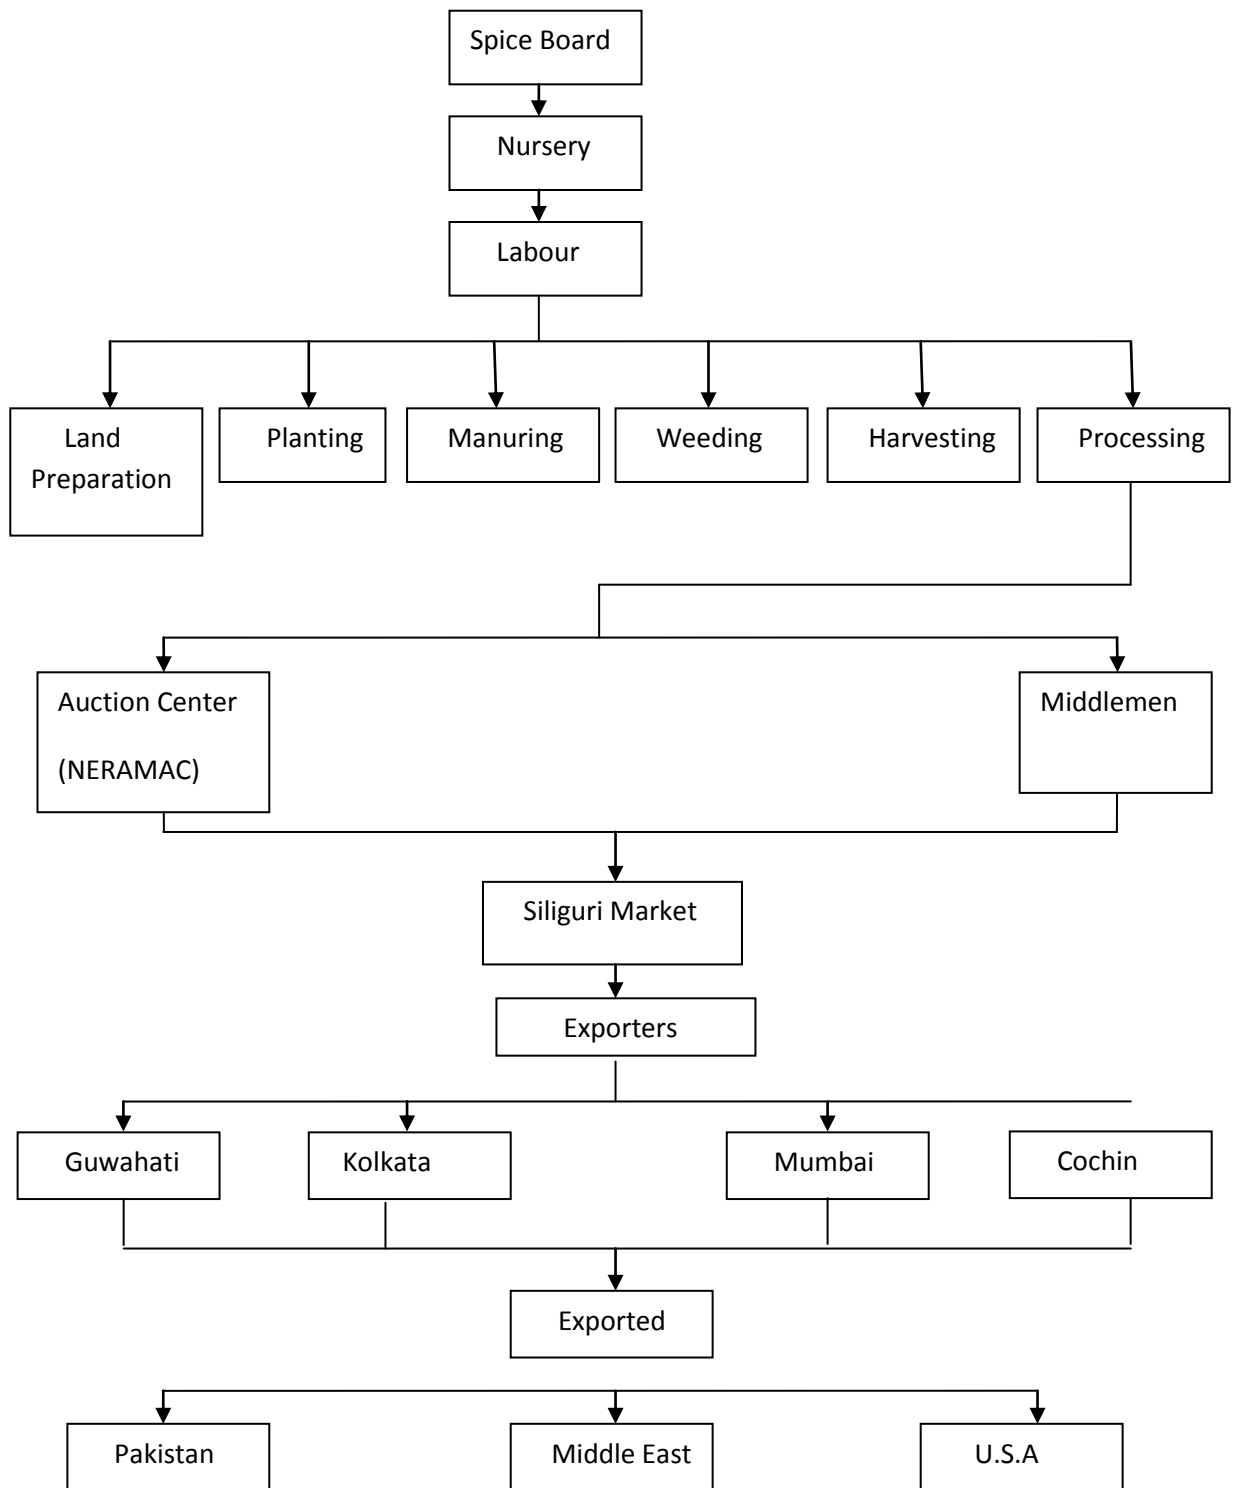 Spice Board
Nursery
Labour
Land
Preparation
Planting
Manuring
Weeding
Harvesting
Processing
Auction Center
(NERAMAC)
Middlemen
Siliguri Market
Exporters
Guwahati
Kolkata
Mumbai
Cochin
Exported
Pakistan
Middle East
U.S.A